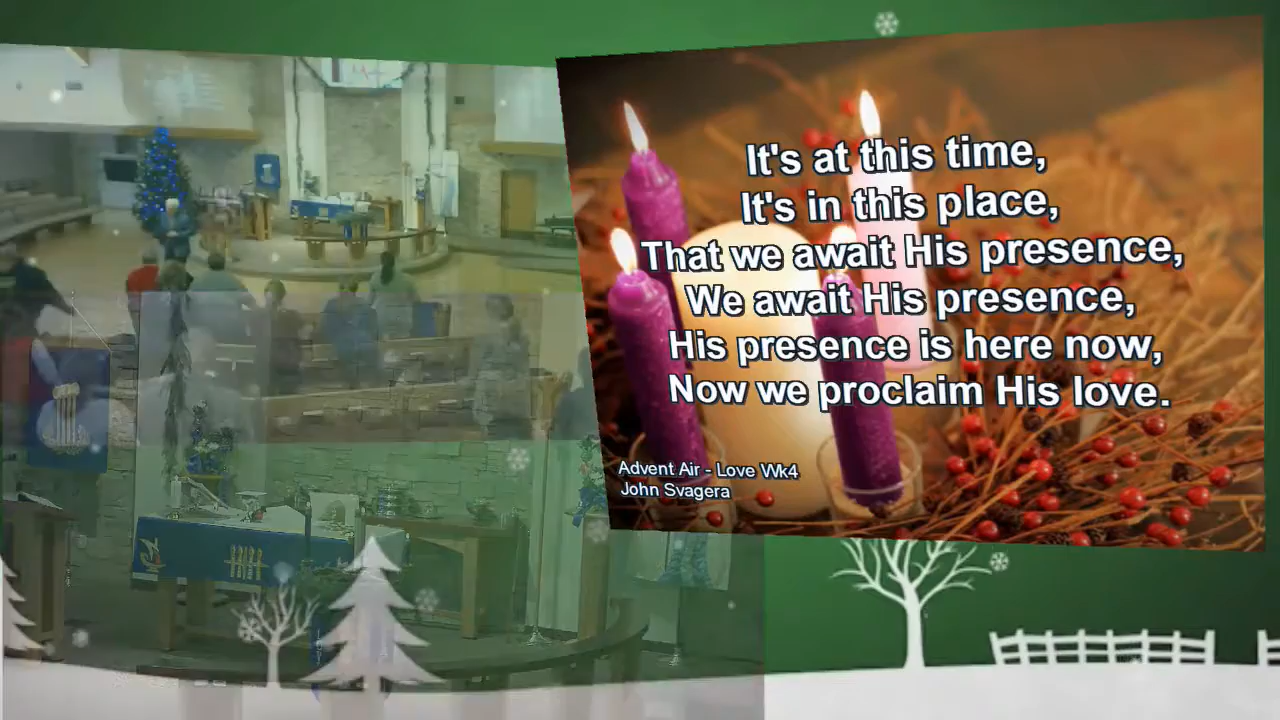 It's at this time,
It's in this place,
That we await His presence,
We await His presence,
His presence is here now,
Now we proclaim His love.
Advent Air - Love Wk4
John Svagera